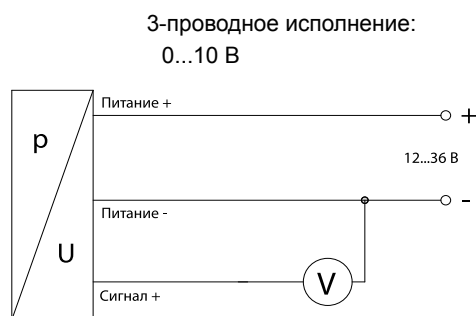 3-проводное исполнение:
0...10 В
Питание +
+
p
12...36 В
Питание -
-
U
V
Сигнал +